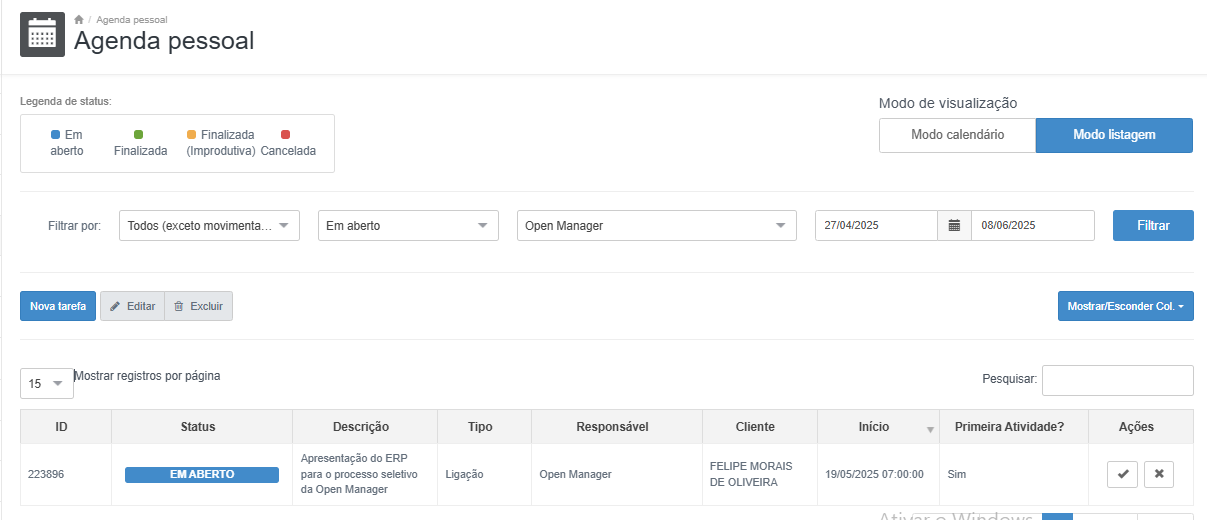 / Agenda pessoal
Agenda pessoal
Legenda de status:
Em aberto
Finalizada
Finalizada (Improdutiva)
Cancelada
Modo de visualização
Modo calendário
Modo listagem
Filtrar por:
Todos (exceto movimenta...
Em aberto
Open Manager
27/04/2025
08/06/2025
Filtrar
Nova tarefa
Editar
Excluir
Mostrar/Esconder Col.
15
Mostrar registros por página
Pesquisar:
ID
Status
Descrição
Tipo
Responsável
Cliente
Início
Primeira Atividade?
Ações
223896
EM ABERTO
Apresentação do ERP
para o processo seletivo
da Open Manager
Ligação
Open Manager
FELIPE MORAIS
DE OLIVEIRA
19/05/2025 07:00:00
Sim
Ativar o Windows